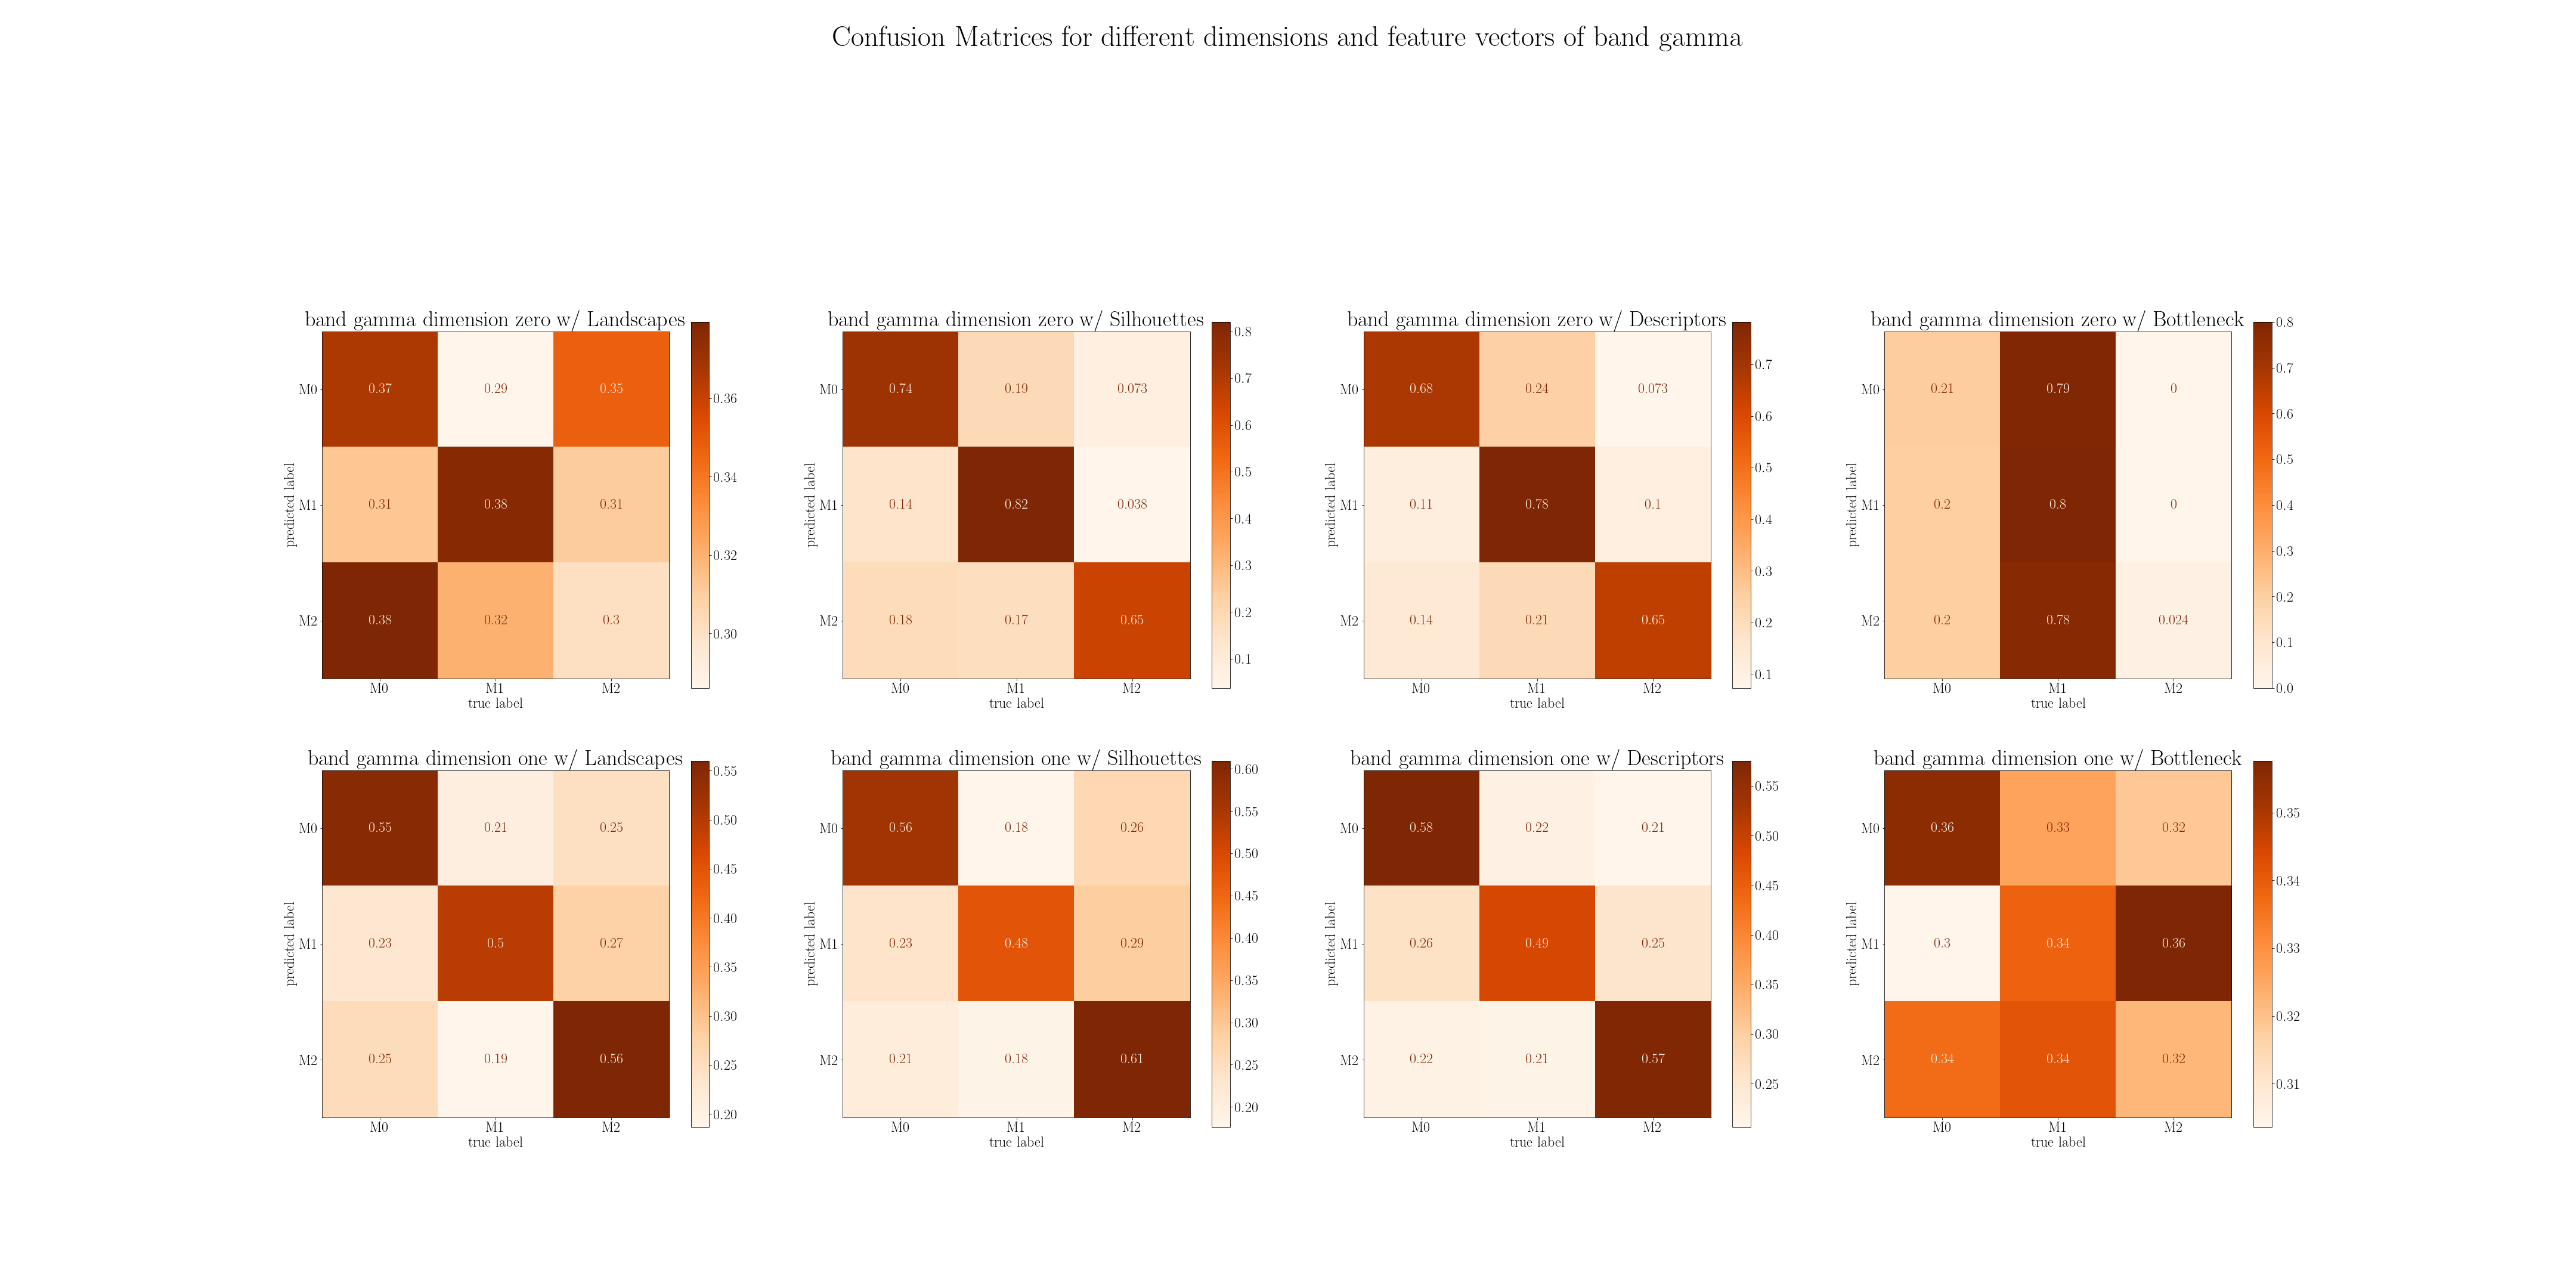 Confusion Matrices for different dimensions and feature vectors of band gamma
band gamma dimension zero w/ Landscapes
predicted label
M0 0.37 0.29 0.35
M1 0.31 0.38 0.31
M2 0.38 0.32 0.3
M0 M1 M2
true label
0.36
0.34
0.32
0.30
band gamma dimension zero w/ Silhouettes
predicted label
M0 0.74 0.19 0.073
M1 0.14 0.82 0.038
M2 0.18 0.17 0.65
M0 M1 M2
true label
0.8
0.7
0.6
0.5
0.4
0.3
0.2
0.1
band gamma dimension zero w/ Descriptors
predicted label
M0 0.68 0.24 0.073
M1 0.11 0.78 0.1
M2 0.14 0.21 0.65
M0 M1 M2
true label
0.7
0.6
0.5
0.4
0.3
0.2
0.1
band gamma dimension zero w/ Bottleneck
predicted label
M0 0.21 0.79 0
M1 0.2 0.8 0
M2 0.2 0.78 0.024
M0 M1 M2
true label
0.8
0.7
0.6
0.5
0.4
0.3
0.2
0.1
0.0
band gamma dimension one w/ Landscapes
predicted label
M0 0.55 0.21 0.25
M1 0.23 0.5 0.27
M2 0.25 0.19 0.56
M0 M1 M2
true label
0.55
0.50
0.45
0.40
0.35
0.30
0.25
0.20
band gamma dimension one w/ Silhouettes
predicted label
M0 0.56 0.18 0.26
M1 0.23 0.48 0.29
M2 0.21 0.18 0.61
M0 M1 M2
true label
0.60
0.55
0.50
0.45
0.40
0.35
0.30
0.25
0.20
band gamma dimension one w/ Descriptors
predicted label
M0 0.58 0.22 0.21
M1 0.26 0.49 0.25
M2 0.22 0.21 0.57
M0 M1 M2
true label
0.55
0.50
0.45
0.40
0.35
0.30
0.25
band gamma dimension one w/ Bottleneck
predicted label
M0 0.36 0.33 0.32
M1 0.3 0.34 0.36
M2 0.34 0.34 0.32
M0 M1 M2
true label
0.35
0.34
0.33
0.32
0.31